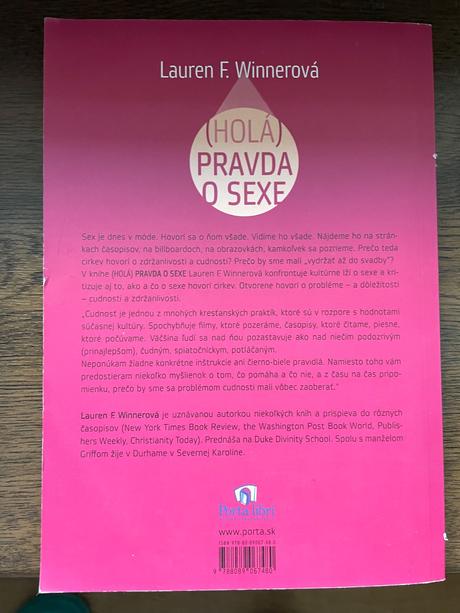 Lauren F. Winnerová
(HOLÁ)
PRAVDA
O SEXE
Sex je dnes v móde. Hovorí sa o ňom všade. Vidíme ho všade. Nájdeme ho na strán-
kach časopisov, na billboardoch, na obrazovkách, kamkoľvek sa pozrieme. Prečo teda
cirkev hovorí o zdržanlivosti a cudnosti? Prečo by sme mali „vydržať až do svadby"?
V knihe (HOLÁ) PRAVDA O SEXE Lauren F. Winnerová konfrontuje kultúrne lži o sexe a kri-
tizuje aj to, ako a čo o sexe hovorí cirkev. Otvorene hovorí o probléme – a dôležitosti
– cudnosti a zdržanlivosti.
„Cudnosť je jednou z mnohých kresťanských praktík, ktoré sú v rozpore s hodnotami
súčasnej kultúry. Spochybňuje filmy, ktoré pozeráme, časopisy, ktoré čítame, piesne,
ktoré počúvame. Väčšina ľudí sa nad ňou pozastavuje ako nad niečím podozrivým
(prinajlepšom), čudným, spiatočníckym, potláčaným.
Neponúkam žiadne konkrétne inštrukcie ani čierno-biele pravidlá. Namiesto toho vám
predostieram niekoľko myšlienok o tom, čo pomáha a čo nie, a z času na čas pripo-
mienku, prečo by sme sa problémom cudnosti mali vôbec zaoberať."
Lauren F. Winnerová je uznávanou autorkou niekoľkých kníh a prispieva do rôznych
časopisov (New York Times Book Review, the Washington Post Book World, Publis-
hers Weekly, Christianity Today). Prednáša na Duke Divinity School. Spolu s manželom
Griffom žije v Durhame v Severnej Karolíne.
Porta libri
www.porta.sk
ISBN 978-80-89067-48-0
9 788089 067480